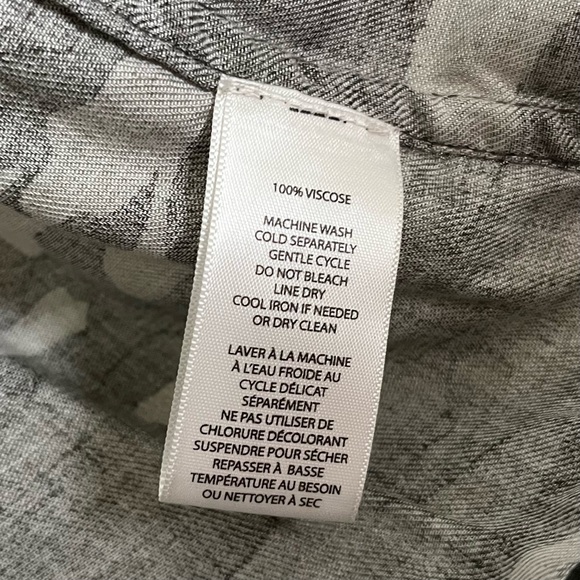 100% VISCOSE
MACHINE WASH
COLD SEPARATELY
GENTLE CYCLE
DO NOT BLEACH
LINE DRY
COOL IRON IF NEEDED
OR DRY CLEAN
LAVER À LA MACHINE
À L'EAU FROIDE AU
CYCLE DÉLICAT
SÉPARÉMENT
NE PAS UTILISER DE
CHLORURE DÉCOLORANT
SUSPENDRE POUR SÉCHER
REPASSER À BASSE
TEMPÉRATURE AU BESOIN
OU NETTOYER À SEC